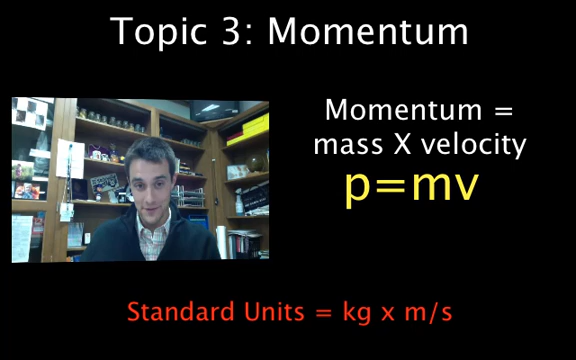 Topic 3: Momentum
Momentum =
mass X velocity
p=mv
Standard Units = kg x m/s